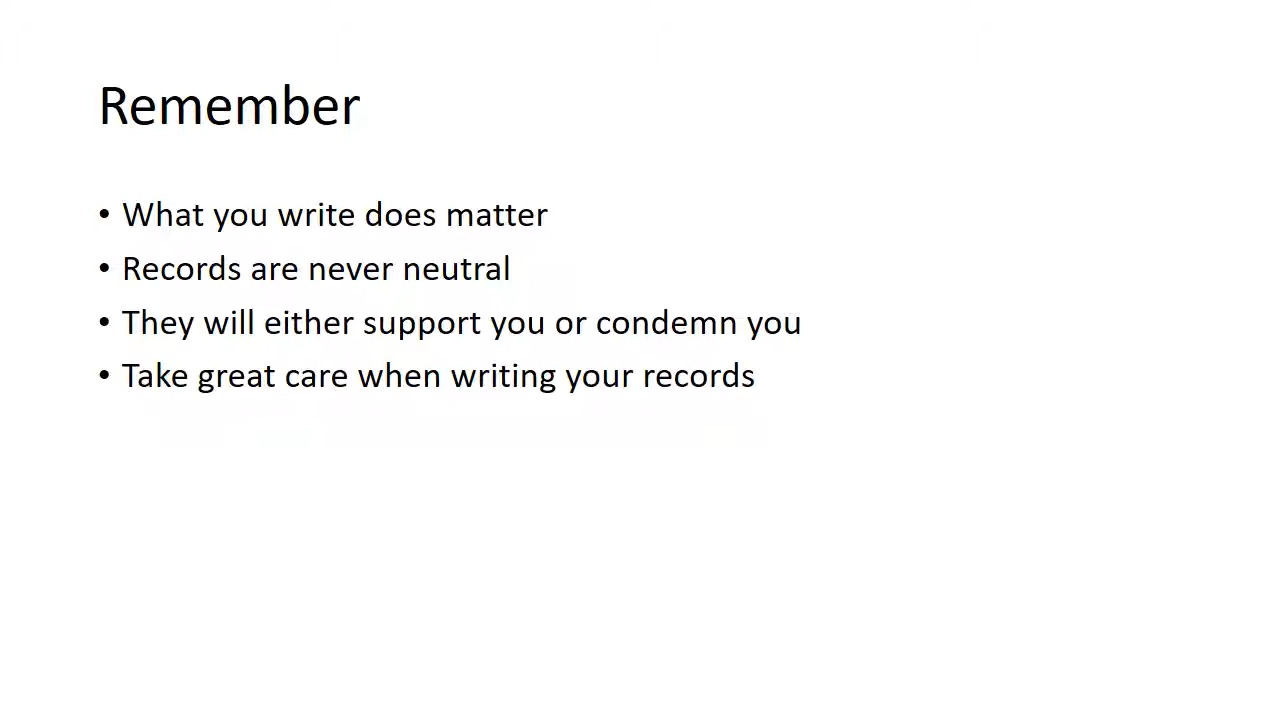 Remember
• What you write does matter
• Records are never neutral
• They will either support you or condemn you
• Take great care when writing your records